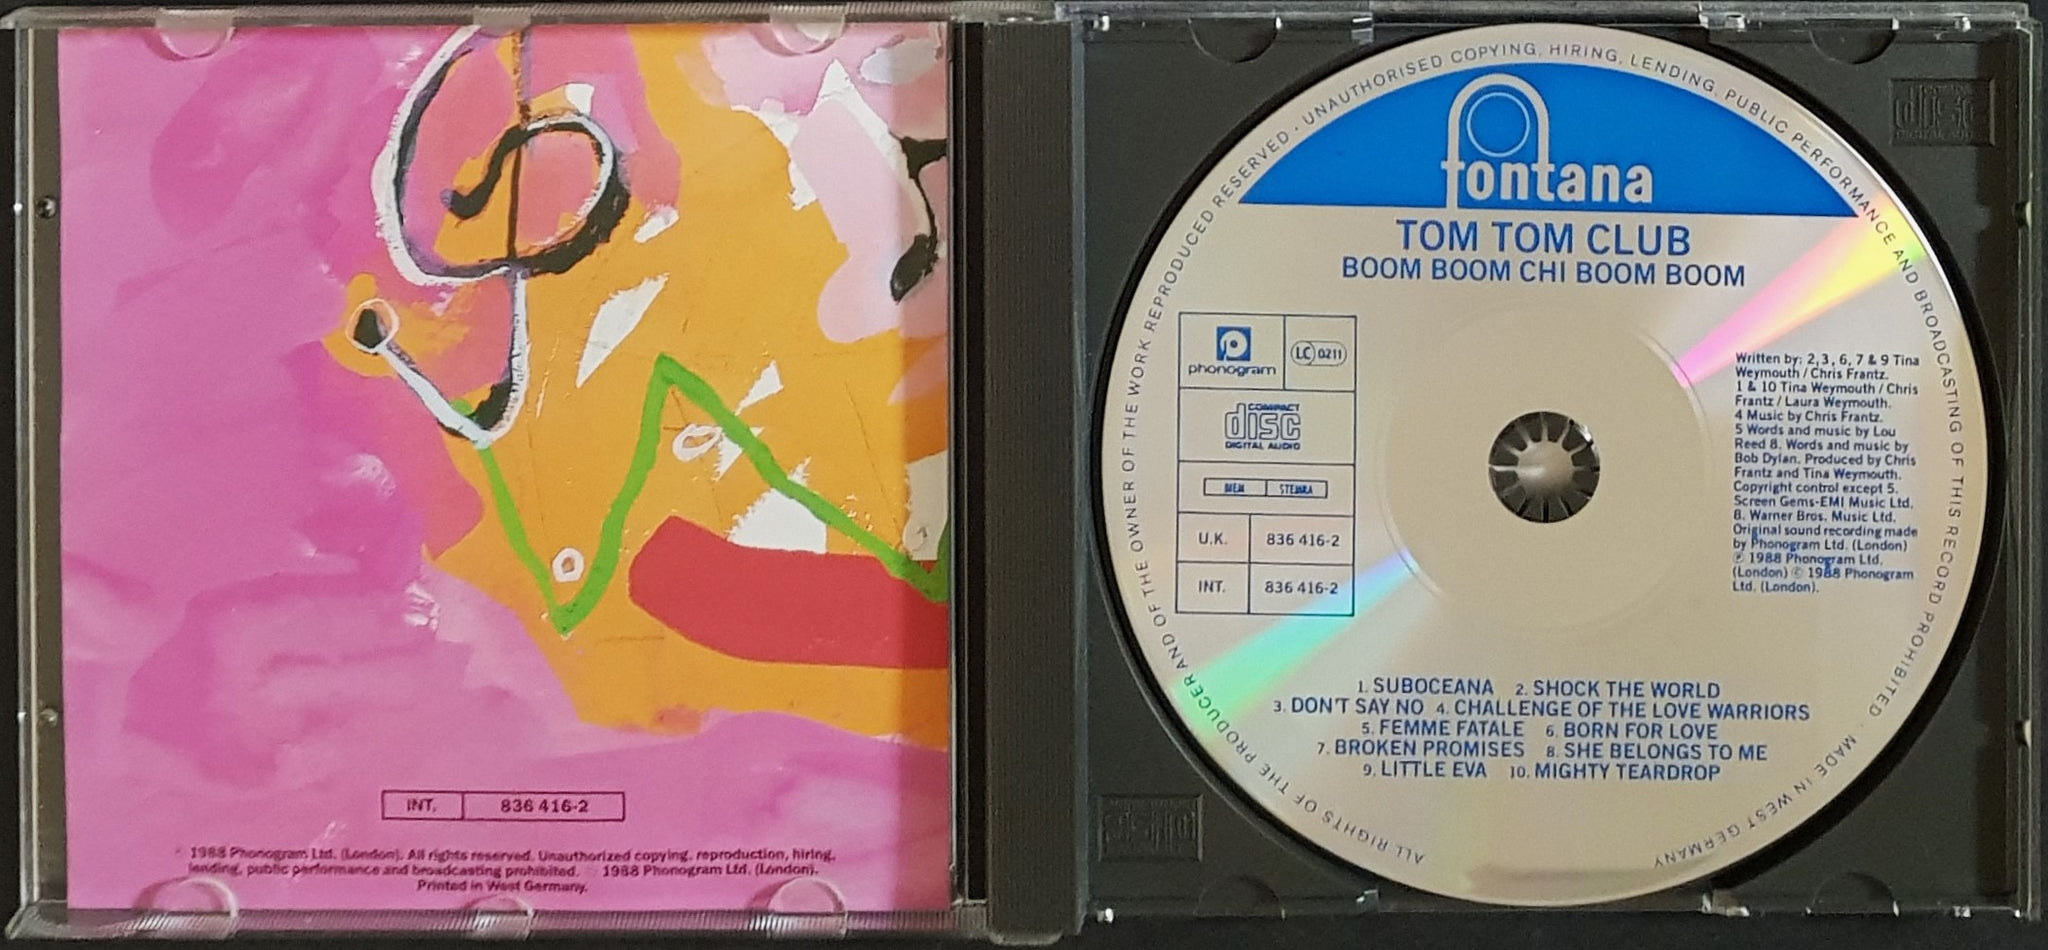 INT. 836 416-2
1988 Phonogram Ltd. (London). All rights reserved. Unauthorized copying, reproduction, hiring,
lending, public performance and broadcasting prohibited. 1988 Phonogram Ltd. (London).
Printed in West Germany.
ALL RIGHTS OF THE PRODUCER AND OF THE OWNER OF THE WORK REPRODUCED RESERVED · UNAUTHORISED COPYING, HIRING, LENDING, PUBLIC PERFORMANCE AND BROADCASTING OF THIS RECORD PROHIBITED · MADE IN WEST GERMANY
fontana
TOM TOM CLUB
BOOM BOOM CHI BOOM BOOM
phonogram
LC 0211
COMPACT
disc
DIGITAL AUDIO
BIEM STEMRA
U.K. 836 416-2
INT. 836 416-2
Written by: 2, 3, 6, 7 & 9 Tina
Weymouth / Chris Frantz.
1 & 10 Tina Weymouth / Chris
Frantz / Laura Weymouth.
4 Music by Chris Frantz.
5 Words and music by Lou
Reed 8. Words and music by
Bob Dylan. Produced by Chris
Frantz and Tina Weymouth.
Copyright control except 5.
Screen Gems-EMI Music Ltd.
8. Warner Bros. Music Ltd.
Original sound recording made
by Phonogram Ltd. (London)
℗ 1988 Phonogram Ltd.
(London) © 1988 Phonogram
Ltd. (London).
1. SUBOCEANA 2. SHOCK THE WORLD
3. DON'T SAY NO 4. CHALLENGE OF THE LOVE WARRIORS
5. FEMME FATALE 6. BORN FOR LOVE
7. BROKEN PROMISES 8. SHE BELONGS TO ME
9. LITTLE EVA 10. MIGHTY TEARDROP
disc